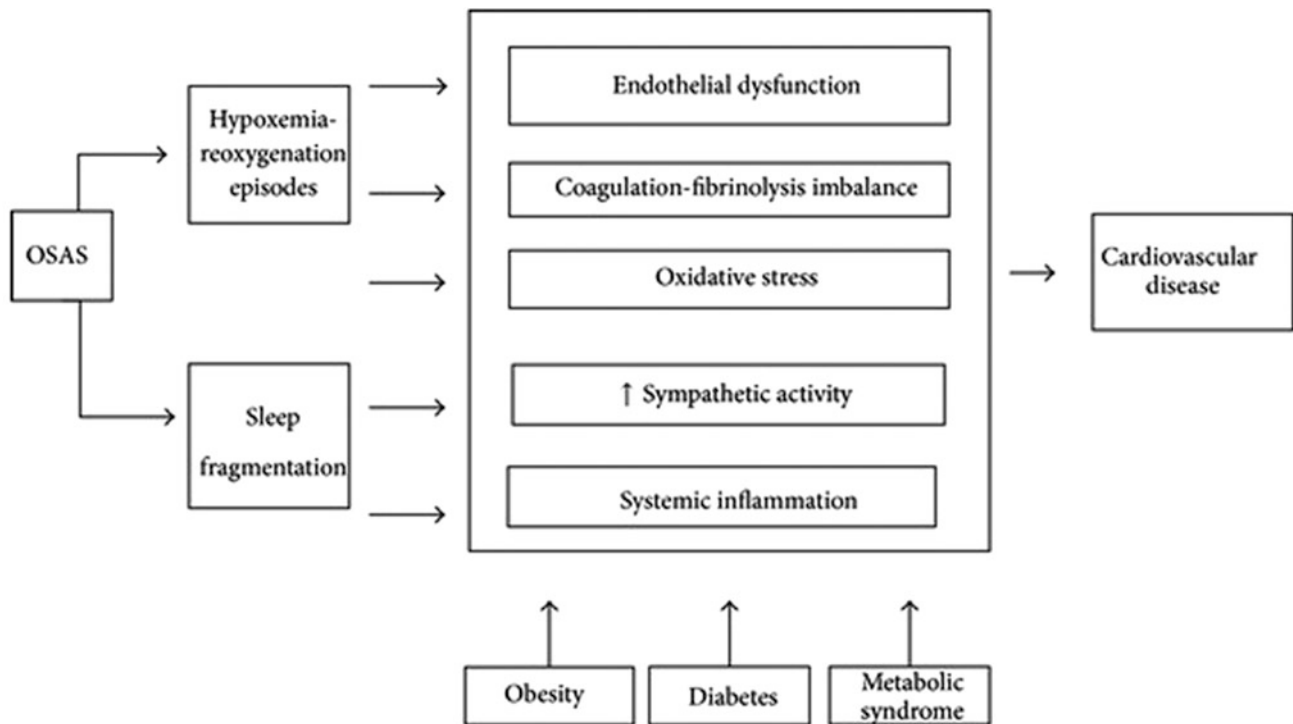 OSAS
Hypoxemia-
reoxygenation
episodes
Sleep
fragmentation
Endothelial dysfunction
Coagulation-fibrinolysis imbalance
Oxidative stress
↑ Sympathetic activity
Systemic inflammation
Cardiovascular
disease
Obesity
Diabetes
Metabolic
syndrome